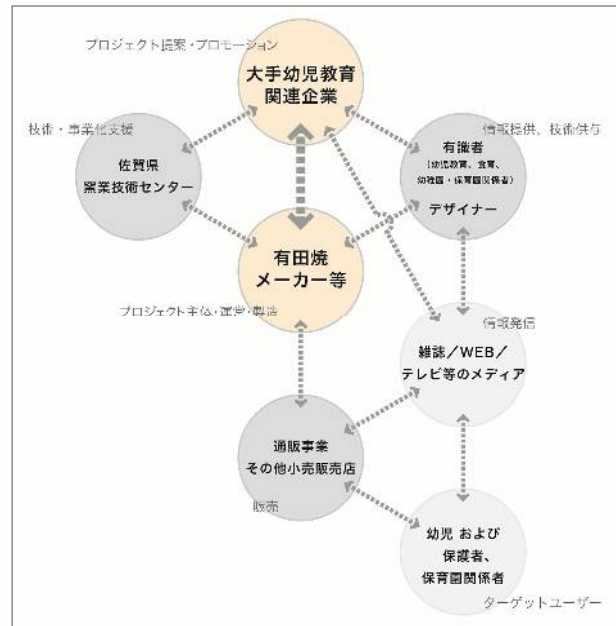 プロジェクト提案・プロモーション
大手幼児教育
関連企業
技術・事業化支援
佐賀県
窯業技術センター
情報提供、技術供与
有識者
(幼児教育、食育、
幼稚園・保育園関係者)
デザイナー
有田焼
メーカー等
プロジェクト主体・運営・製造
情報発信
雑誌／WEB／
テレビ等のメディア
通販事業
その他小売販売店
販売
幼児 および
保護者、
保育園関係者
ターゲットユーザー